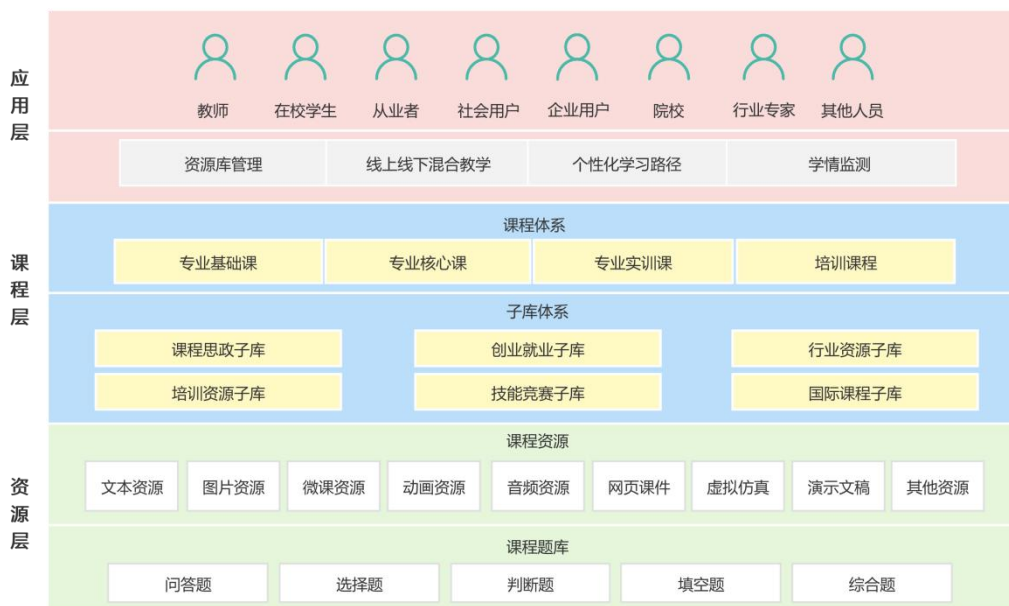 应用层
教师 在校学生 从业者 社会用户 企业用户 院校 行业专家 其他人员
资源库管理 线上线下混合教学 个性化学习路径 学情监测
课程层
课程体系
专业基础课 专业核心课 专业实训课 培训课程
子库体系
课程思政子库 创业就业子库 行业资源子库
培训资源子库 技能竞赛子库 国际课程子库
资源层
课程资源
文本资源 图片资源 微课资源 动画资源 音频资源 网页课件 虚拟仿真 演示文稿 其他资源
课程题库
问答题 选择题 判断题 填空题 综合题